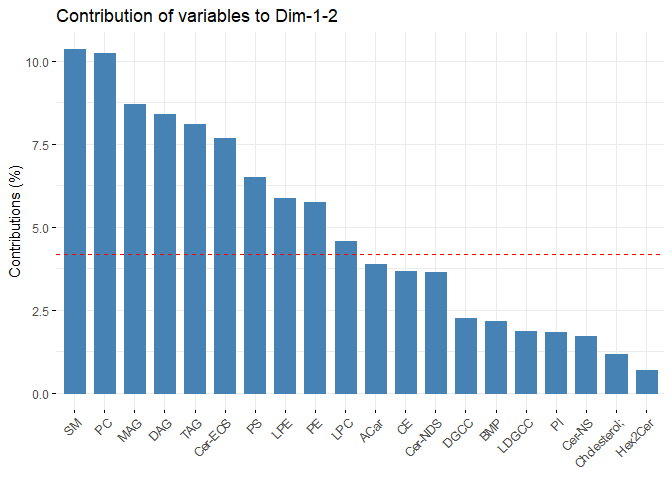 Contribution of variables to Dim-1-2
Contributions (%)
10.0
7.5
5.0
2.5
0.0
SM
PC
MAG
DAG
TAG
Cer-EOS
PS
LPE
PE
LPC
ACar
CE
Cer-NDS
DGCC
BMP
LDGCC
PI
Cer-NS
Cholesterol;
Hex2Cer